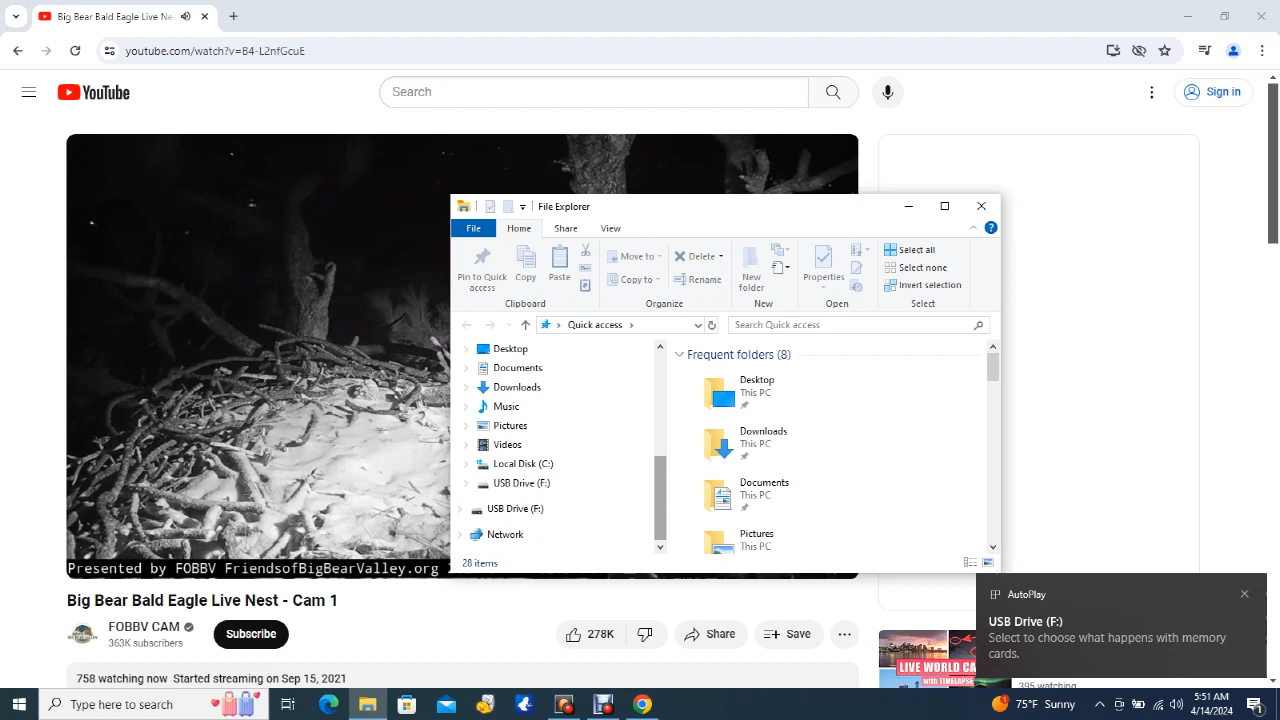 Big Bear Bald Eagle Live Ne
youtube.com/watch?v=B4-L2nfGcuE
YouTube
Search
Sign in
File Explorer
File
Home
Share
View
Pin to Quick access
Copy
Paste
Move to
Copy to
Delete
Rename
New folder
Properties
Select all
Select none
Invert selection
Clipboard
Organize
New
Open
Select
Quick access
Search Quick access
Desktop
Documents
Downloads
Music
Pictures
Videos
Local Disk (C:)
USB Drive (F:)
USB Drive (F:)
Network
Frequent folders (8)
Desktop
This PC
Downloads
This PC
Documents
This PC
Pictures
This PC
28 items
Presented by FOBBV FriendsofBigBearValley.org
Big Bear Bald Eagle Live Nest - Cam 1
FOBBV CAM
363K subscribers
Subscribe
278K
Share
Save
758 watching now Started streaming on Sep 15, 2021
LIVE WORLD CA
with TIMELAPSE
395 watching
AutoPlay
USB Drive (F:)
Select to choose what happens with memory
cards.
Type here to search
75°F Sunny
5:51 AM
4/14/2024